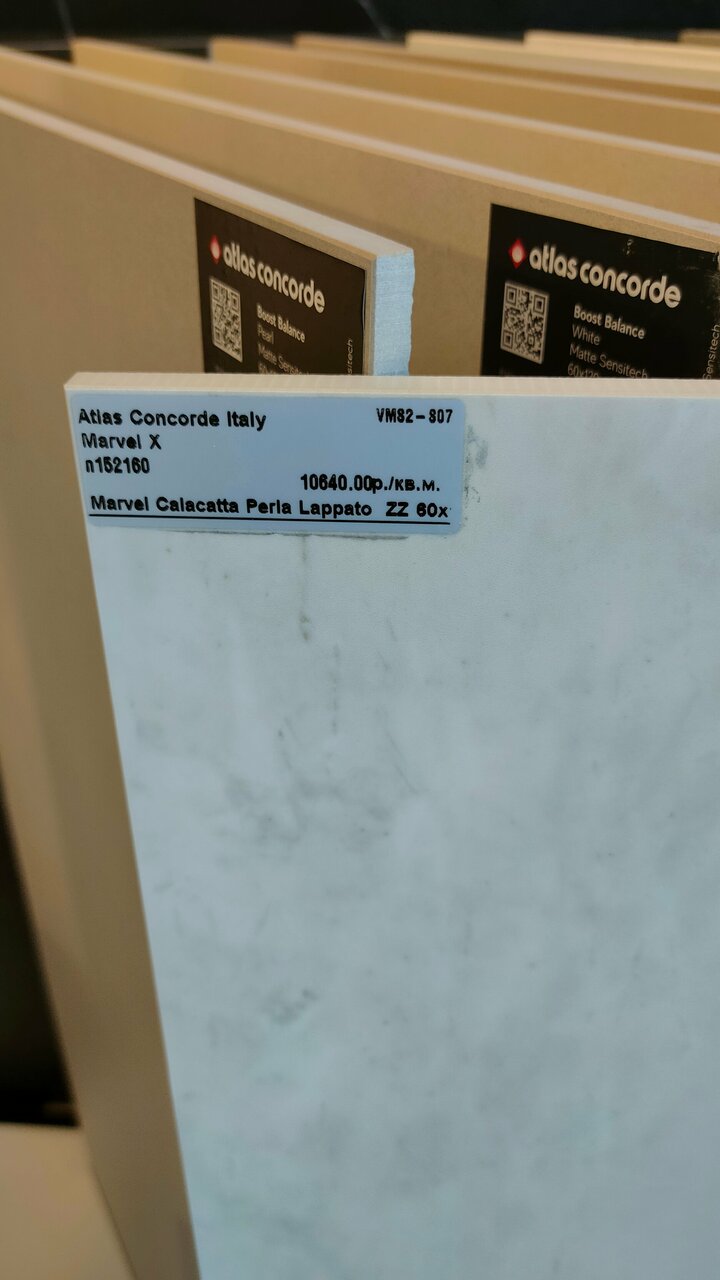 atlas concorde
Boost Balance
Pearl
Matte Sensitech
atlas concorde
Boost Balance
White
Matte Sensitech
60x120
Atlas Concorde Italy
VM82-807
Marvel X
n152160
10640.00р./кв.м.
Marvel Calacatta Perla Lappato ZZ 60x